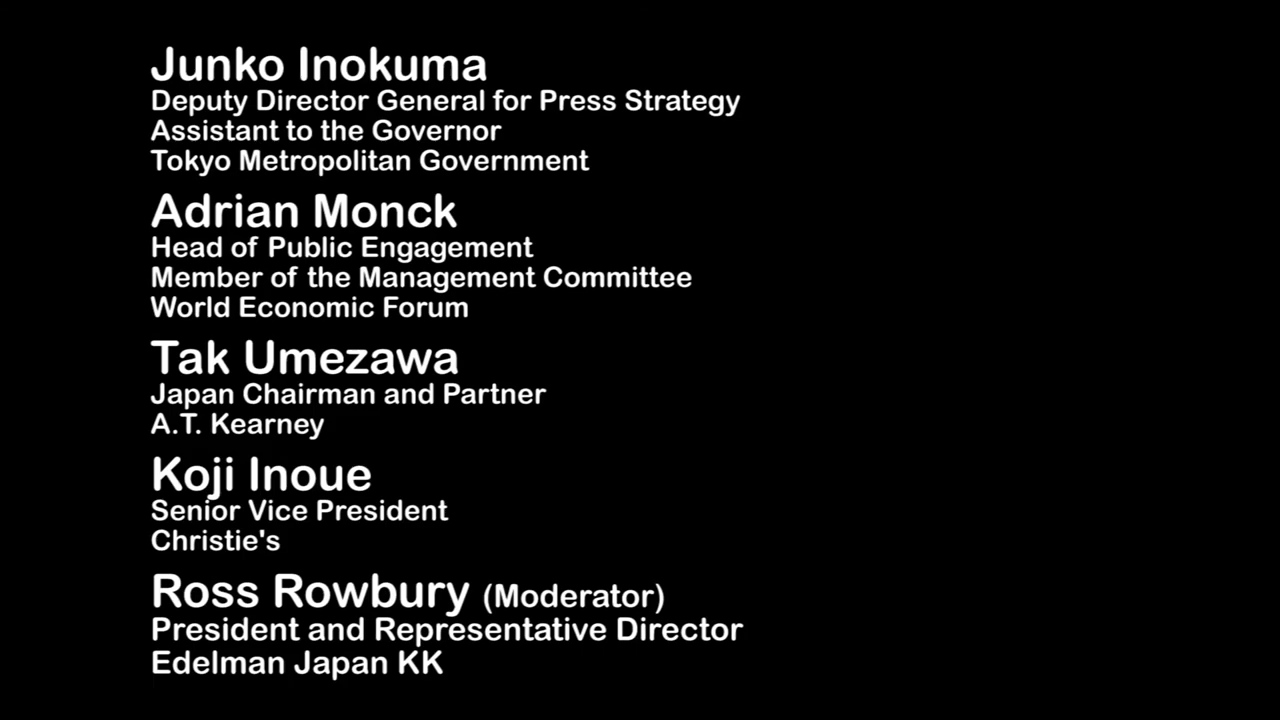 Junko Inokuma
Deputy Director General for Press Strategy
Assistant to the Governor
Tokyo Metropolitan Government
Adrian Monck
Head of Public Engagement
Member of the Management Committee
World Economic Forum
Tak Umezawa
Japan Chairman and Partner
A.T. Kearney
Koji Inoue
Senior Vice President
Christie's
Ross Rowbury (Moderator)
President and Representative Director
Edelman Japan KK